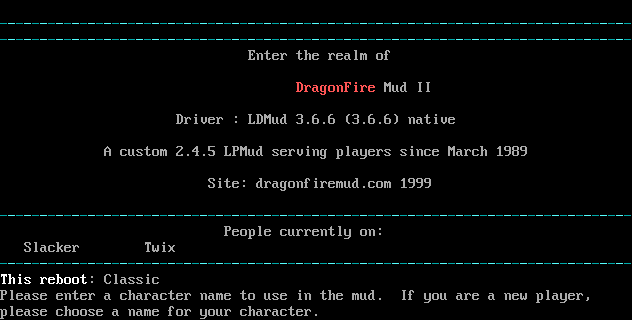 Enter the realm of
DragonFire Mud II
Driver : LDMud 3.6.6 (3.6.6) native
A custom 2.4.5 LPMud serving players since March 1989
Site: dragonfiremud.com 1999
People currently on:
Slacker Twix
This reboot: Classic
Please enter a character name to use in the mud.  If you are a new player,
please choose a name for your character.